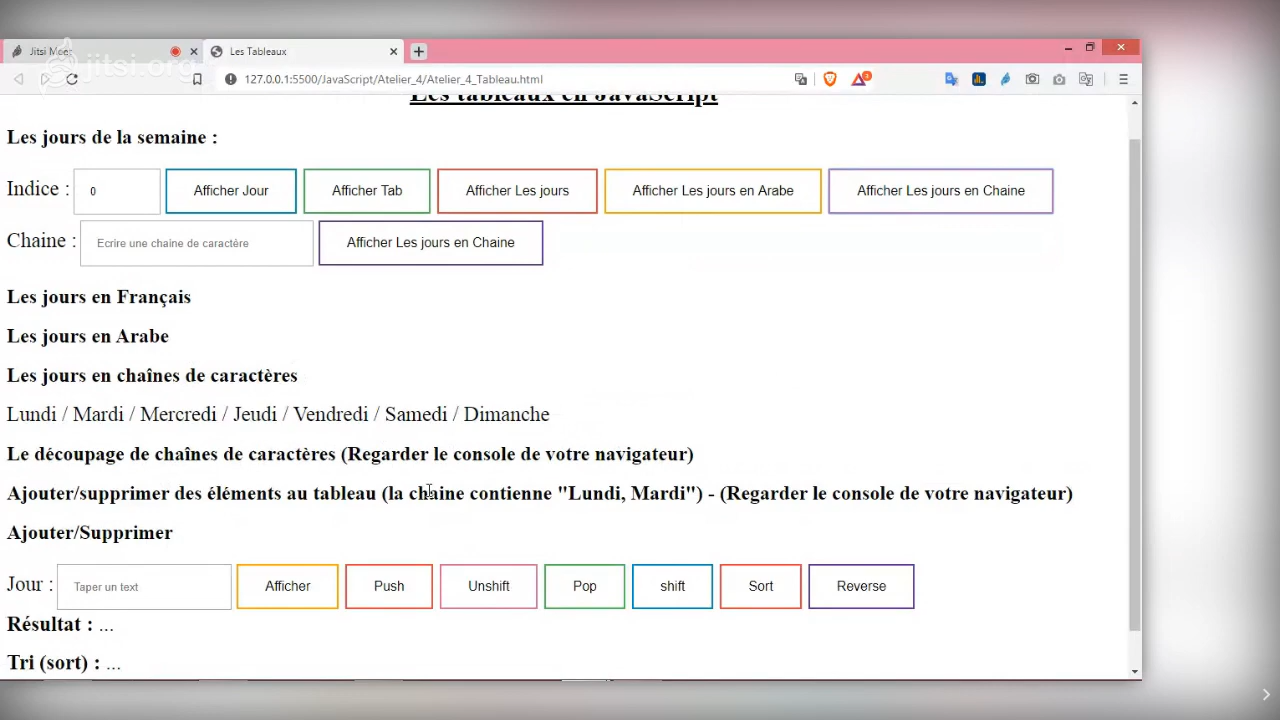 Jitsi Meet
Les Tableaux
jitsi.org
127.0.0.1:5500/JavaScript/Atelier_4/Atelier_4_Tableau.html
Les tableaux en JavaScript
Les jours de la semaine :
Indice : 0 Afficher Jour Afficher Tab Afficher Les jours Afficher Les jours en Arabe Afficher Les jours en Chaine
Chaine : Ecrire une chaine de caractére Afficher Les jours en Chaine
Les jours en Français
Les jours en Arabe
Les jours en chaînes de caractères
Lundi / Mardi / Mercredi / Jeudi / Vendredi / Samedi / Dimanche
Le découpage de chaînes de caractères (Regarder le console de votre navigateur)
Ajouter/supprimer des éléments au tableau (la chaine contienne "Lundi, Mardi") - (Regarder le console de votre navigateur)
Ajouter/Supprimer
Jour : Taper un text Afficher Push Unshift Pop shift Sort Reverse
Résultat : ...
Tri (sort) : ...